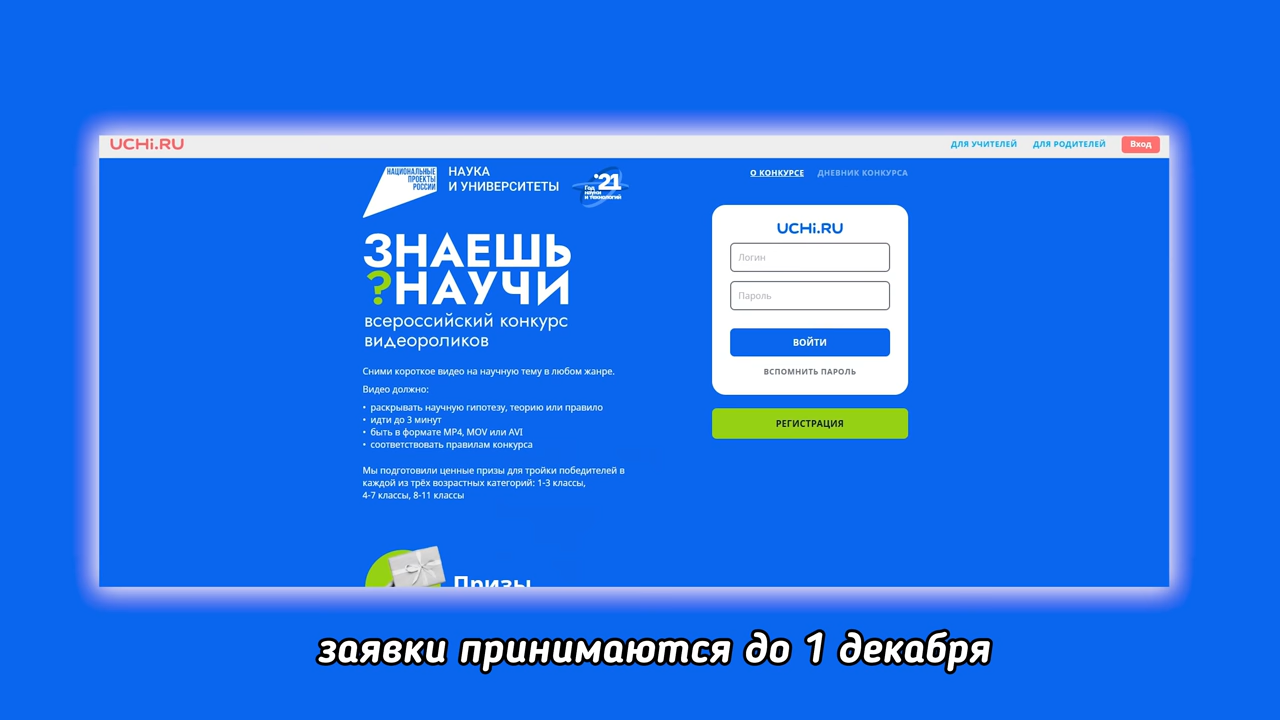 UCHi.RU
ДЛЯ УЧИТЕЛЕЙ
ДЛЯ РОДИТЕЛЕЙ
Вход
НАЦИОНАЛЬНЫЕ
ПРОЕКТЫ
РОССИИ
НАУКА
И УНИВЕРСИТЕТЫ
21
Год
науки
и технологий
О КОНКУРСЕ
ДНЕВНИК КОНКУРСА
ЗНАЕШЬ
?НАУЧИ
всероссийский конкурс
видеороликов
Сними короткое видео на научную тему в любом жанре.
Видео должно:
• раскрывать научную гипотезу, теорию или правило
• идти до 3 минут
• быть в формате MP4, MOV или AVI
• соответствовать правилам конкурса
Мы подготовили ценные призы для тройки победителей в
каждой из трёх возрастных категорий: 1-3 классы,
4-7 классы, 8-11 классы
UCHi.RU
Логин
Пароль
ВОЙТИ
ВСПОМНИТЬ ПАРОЛЬ
РЕГИСТРАЦИЯ
Призы
заявки принимаются до 1 декабря